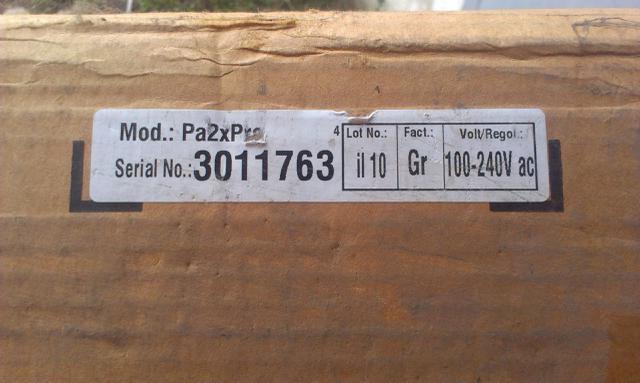 Mod.: Pa2xPro
4 Lot No.: Fact.: Volt/Regol.:
Serial No.: 3011763 il 10 Gr 100-240V ac